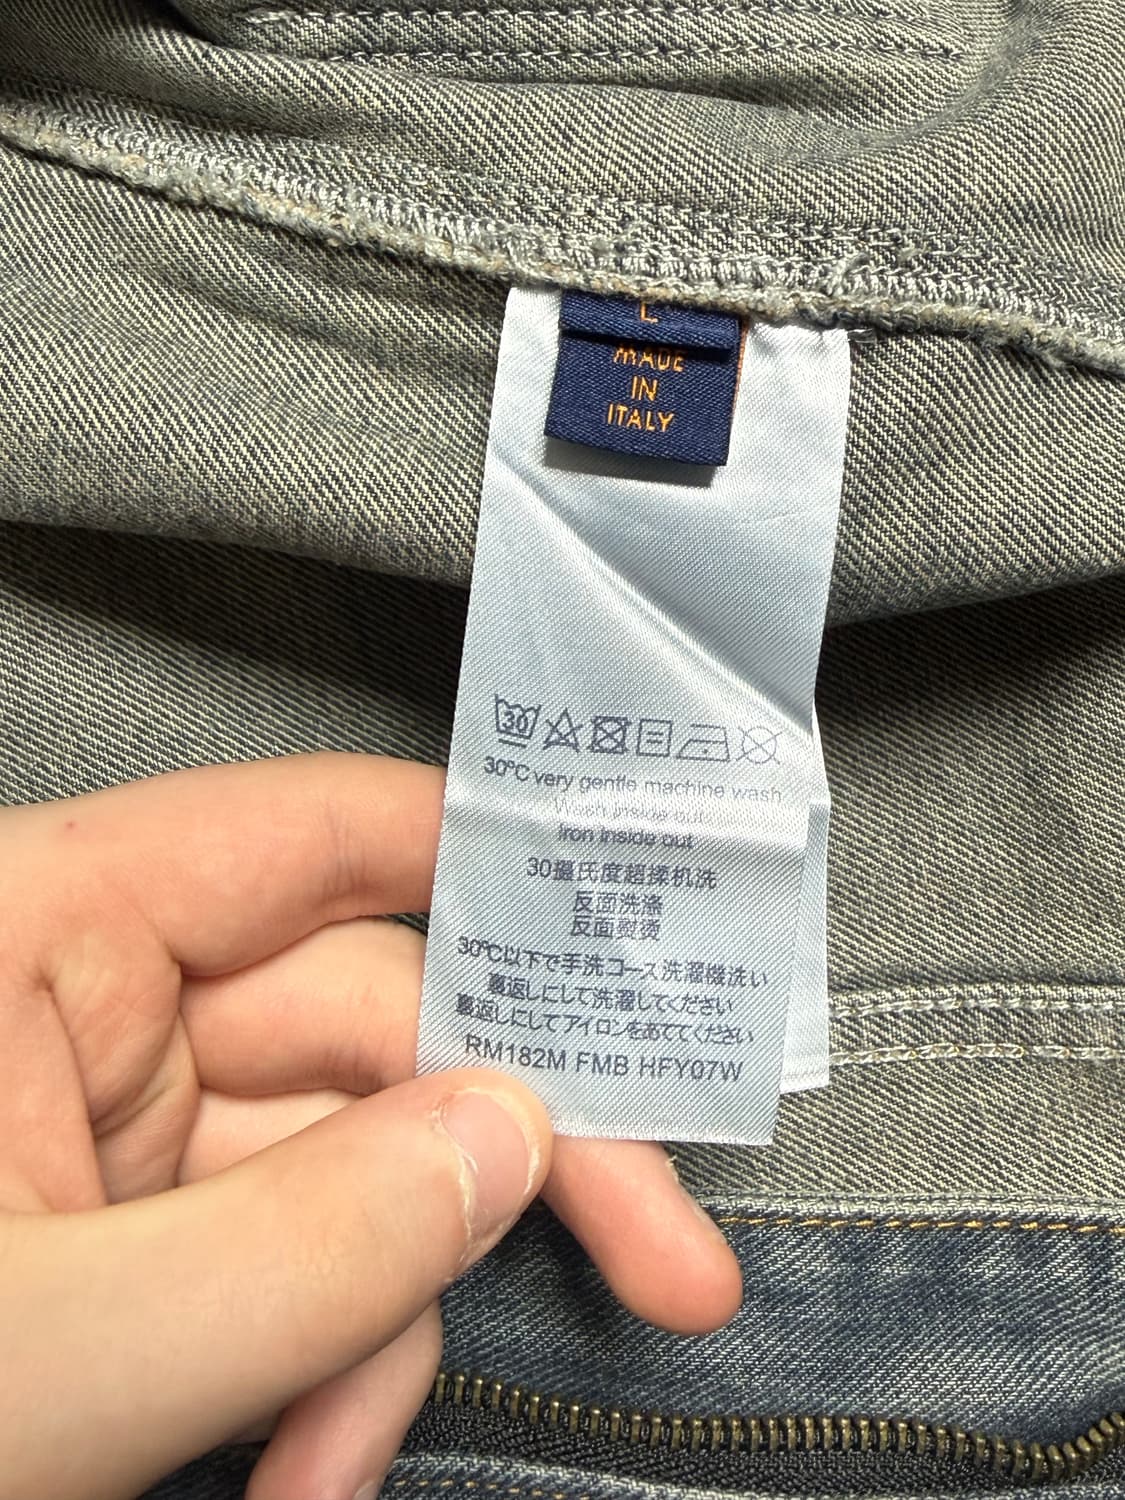 L
MADE
IN
ITALY
30
30°C very gentle machine wash
Wash inside out
Iron inside out
30摄氏度超揉机洗
反面洗涤
反面熨烫
30℃以下で手洗コース洗濯機洗い
裏返しにして洗濯してください
裏返しにしてアイロンをあててください
RM182M FMB HFY07W